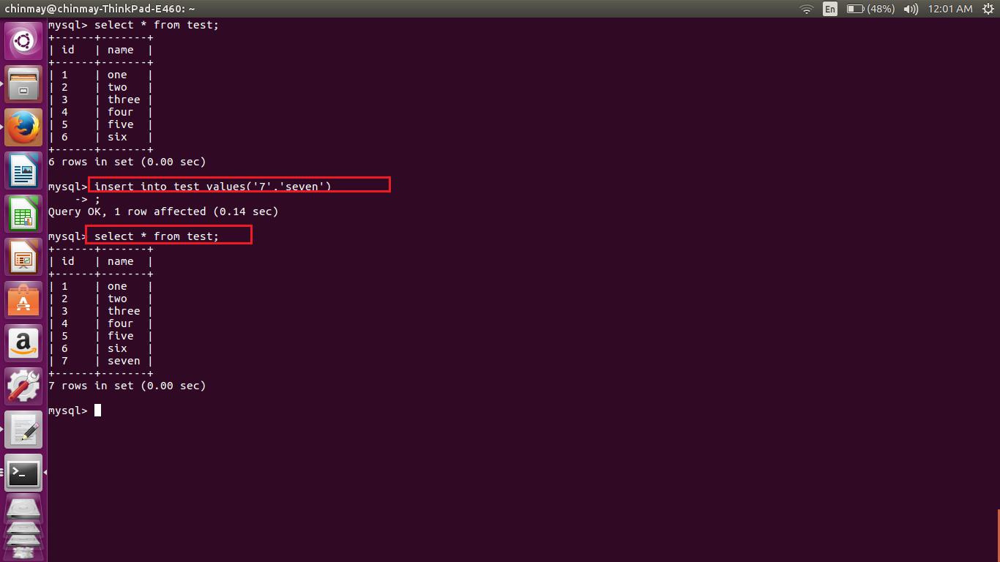 chinmay@chinmay-ThinkPad-E460: ~ En (48%) 12:01 AM
mysql> select * from test;
+------+-------+
| id   | name  |
+------+-------+
| 1    | one   |
| 2    | two   |
| 3    | three |
| 4    | four  |
| 5    | five  |
| 6    | six   |
+------+-------+
6 rows in set (0.00 sec)
mysql> insert into test values('7','seven')
    -> ;
Query OK, 1 row affected (0.14 sec)
mysql> select * from test;
+------+-------+
| id   | name  |
+------+-------+
| 1    | one   |
| 2    | two   |
| 3    | three |
| 4    | four  |
| 5    | five  |
| 6    | six   |
| 7    | seven |
+------+-------+
7 rows in set (0.00 sec)
mysql>